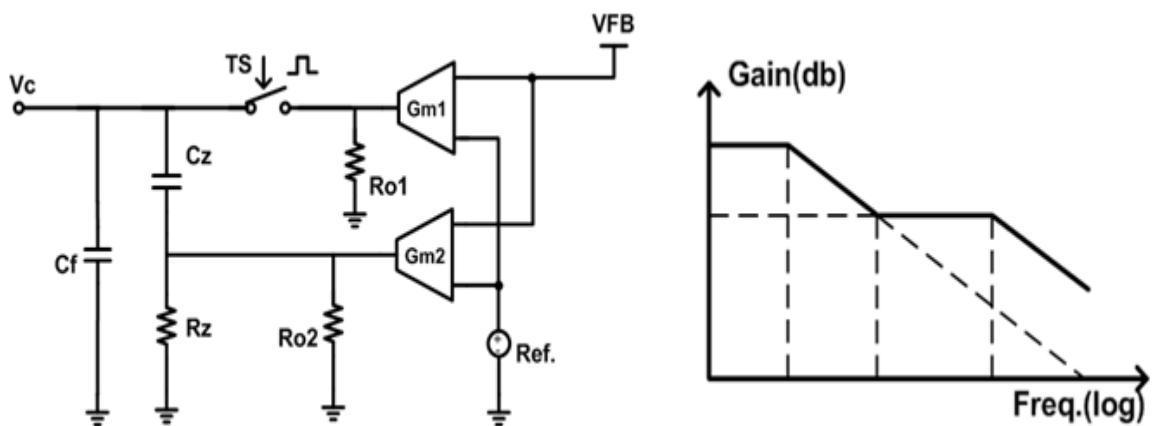 VFB
TS
Vc
Gm1
Cz
Ro1
Gm2
Cf
Rz
Ro2
Ref.
Gain(db)
Freq.(log)